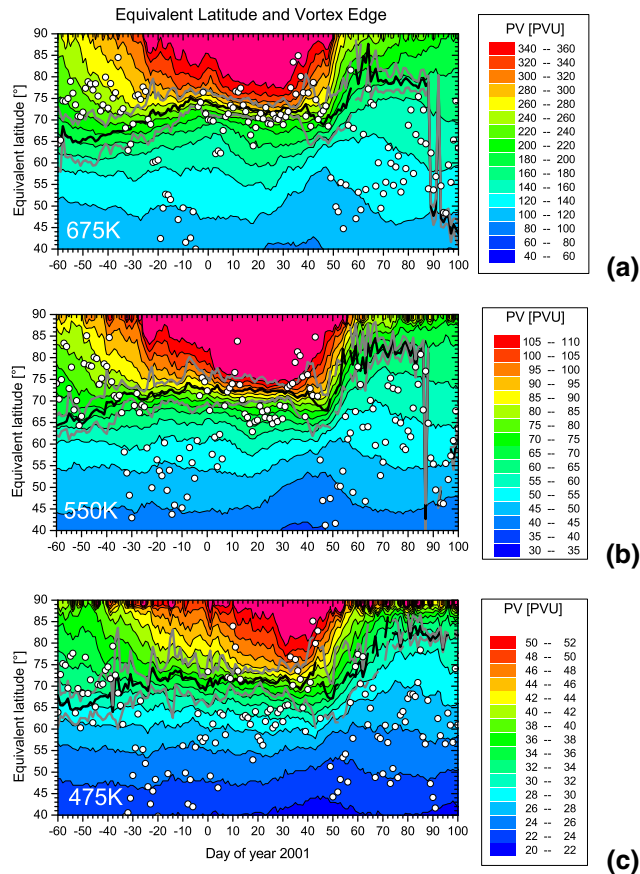 Equivalent Latitude and Vortex Edge
90
85
80
75
70
65
60
55
50
45
40
Equivalent latitude [°]
675K
-60 -50 -40 -30 -20 -10 0 10 20 30 40 50 60 70 80 90 100
PV [PVU]
340 -- 360
320 -- 340
300 -- 320
280 -- 300
260 -- 280
240 -- 260
220 -- 240
200 -- 220
180 -- 200
160 -- 180
140 -- 160
120 -- 140
100 -- 120
80 -- 100
60 -- 80
40 -- 60
(a)
90
85
80
75
70
65
60
55
50
45
40
Equivalent latitude [°]
550K
-60 -50 -40 -30 -20 -10 0 10 20 30 40 50 60 70 80 90 100
PV [PVU]
105 -- 110
100 -- 105
95 -- 100
90 -- 95
85 -- 90
80 -- 85
75 -- 80
70 -- 75
65 -- 70
60 -- 65
55 -- 60
50 -- 55
45 -- 50
40 -- 45
35 -- 40
30 -- 35
(b)
90
85
80
75
70
65
60
55
50
45
40
Equivalent latitude [°]
475K
-60 -50 -40 -30 -20 -10 0 10 20 30 40 50 60 70 80 90 100
Day of year 2001
PV [PVU]
50 -- 52
48 -- 50
46 -- 48
44 -- 46
42 -- 44
40 -- 42
38 -- 40
36 -- 38
34 -- 36
32 -- 34
30 -- 32
28 -- 30
26 -- 28
24 -- 26
22 -- 24
20 -- 22
(c)